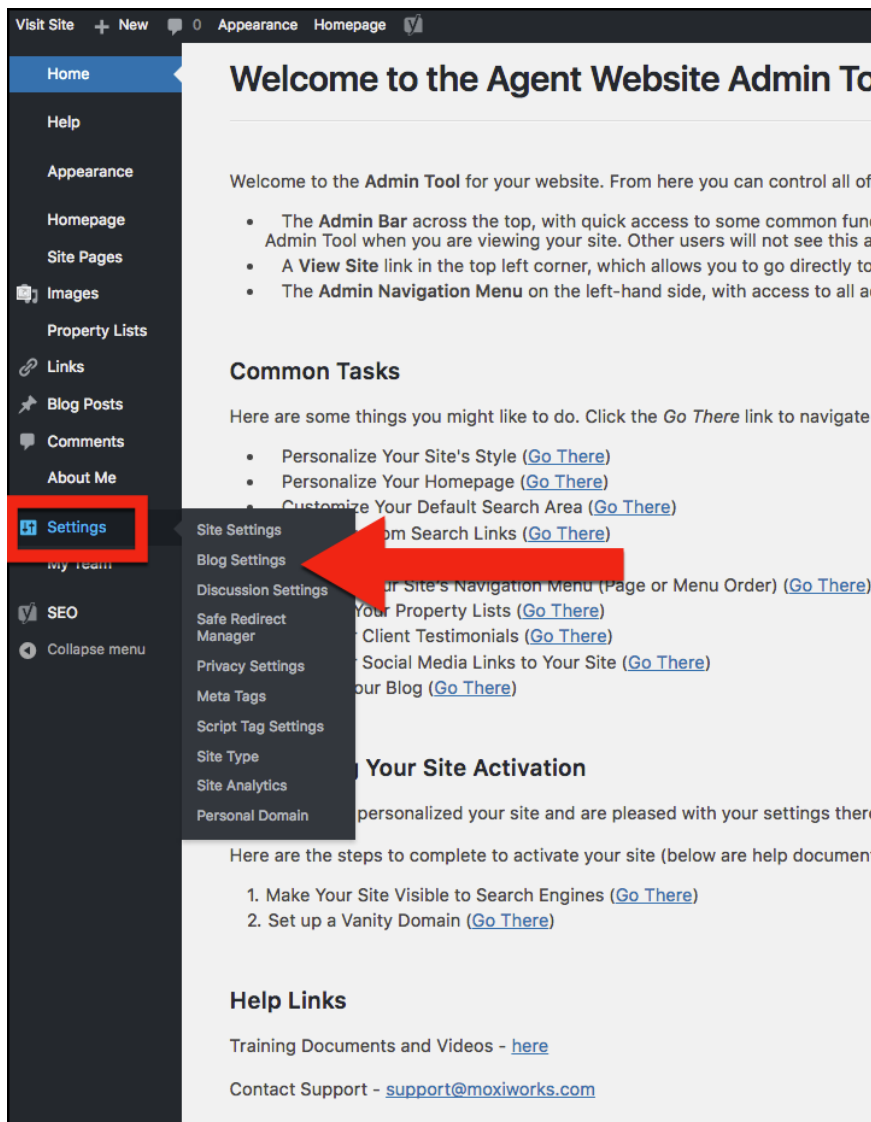 Visit Site + New 0 Appearance Homepage
Home
Help
Appearance
Homepage
Site Pages
Images
Property Lists
Links
Blog Posts
Comments
About Me
Settings
My Team
SEO
Collapse menu
Site Settings
Blog Settings
Discussion Settings
Safe Redirect
Manager
Privacy Settings
Meta Tags
Script Tag Settings
Site Type
Site Analytics
Personal Domain
Welcome to the Agent Website Admin To
Welcome to the Admin Tool for your website. From here you can control all of
• The Admin Bar across the top, with quick access to some common fun
Admin Tool when you are viewing your site. Other users will not see this a
• A View Site link in the top left corner, which allows you to go directly to
• The Admin Navigation Menu on the left-hand side, with access to all a
Common Tasks
Here are some things you might like to do. Click the Go There link to navigate
• Personalize Your Site's Style (Go There)
• Personalize Your Homepage (Go There)
• Customize Your Default Search Area (Go There)
om Search Links (Go There)
ur Site's Navigation Menu (Page or Menu Order) (Go There)
Your Property Lists (Go There)
Client Testimonials (Go There)
Social Media Links to Your Site (Go There)
our Blog (Go There)
Your Site Activation
personalized your site and are pleased with your settings ther
Here are the steps to complete to activate your site (below are help documen
1. Make Your Site Visible to Search Engines (Go There)
2. Set up a Vanity Domain (Go There)
Help Links
Training Documents and Videos - here
Contact Support - support@moxiworks.com